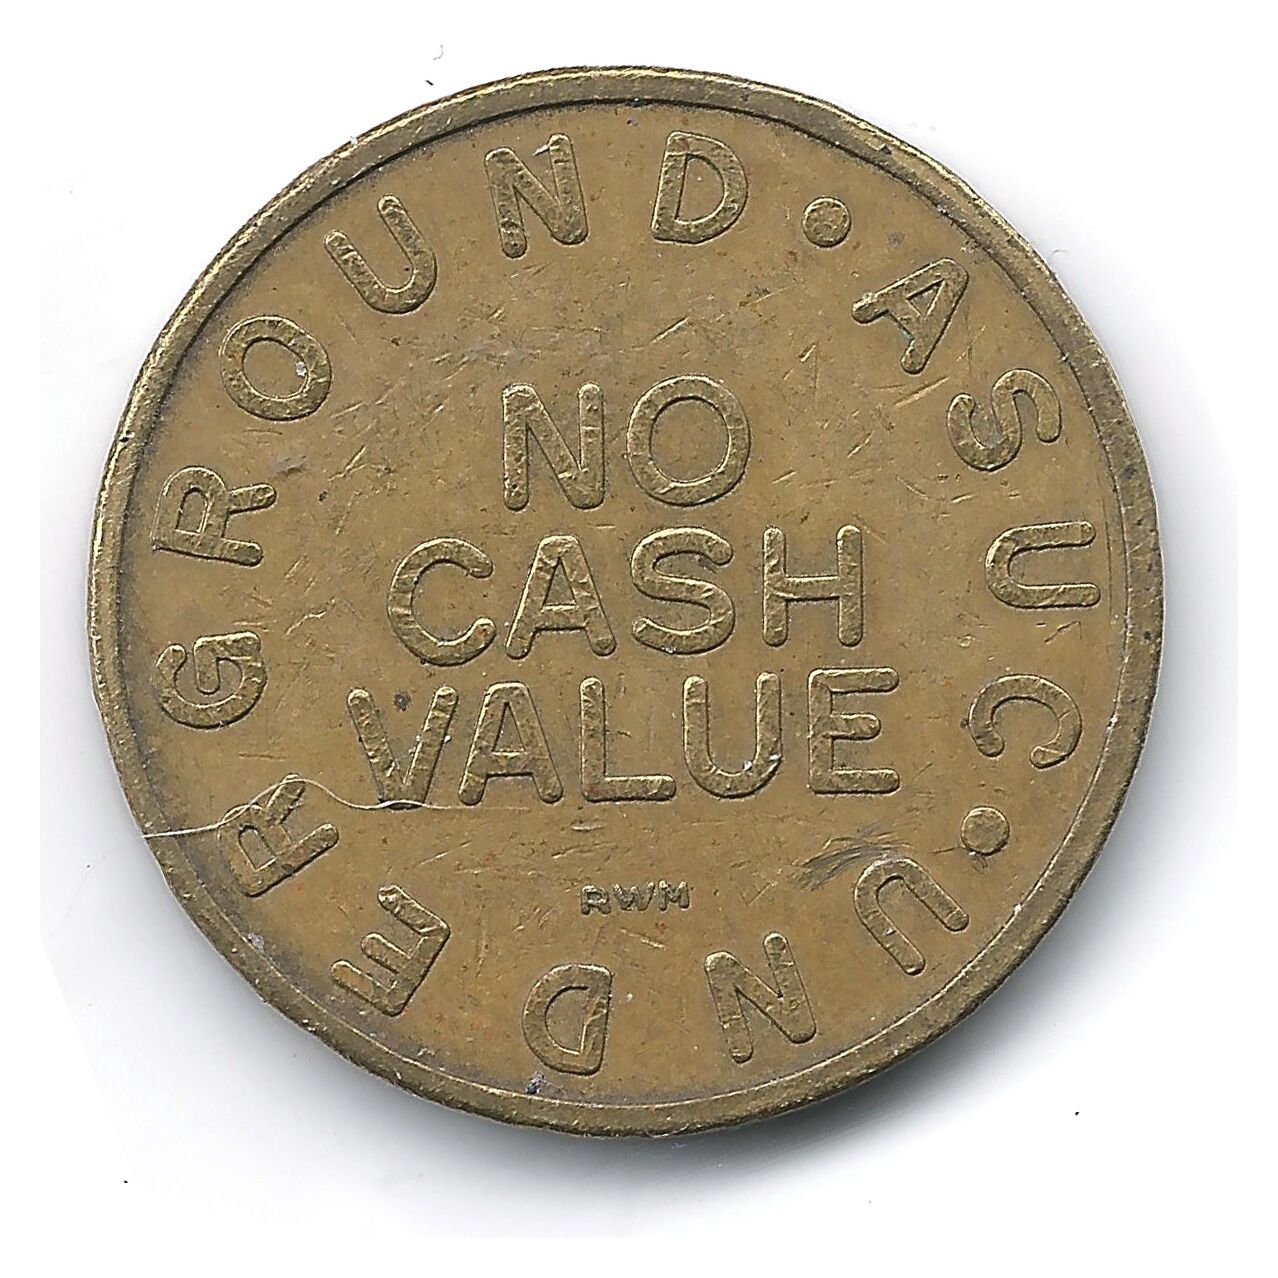 ASUC · UNDERGROUND ·
NO
CASH
VALUE
RWM